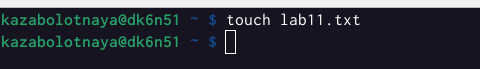 kazabolotnaya@dk6n51 ~ $ touch lab11.txt
kazabolotnaya@dk6n51 ~ $